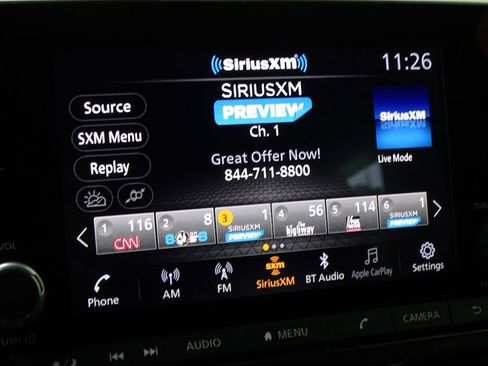 SiriusXM
11:26
SIRIUSXM
PREVIEW
Ch. 1
Source
SXM Menu
Replay
Great Offer Now!
844-711-8800
SiriusXM
Live Mode
1 116 CNN
2 8
3 1 SIRIUSXM PREVIEW
4 56 the highway
5 114
6 1 SIRIUSXM PREVIEW
Phone
AM
FM
sxm
SiriusXM
BT Audio
Apple CarPlay
Settings
VOL
PUSH
AUDIO
MENU
CAMERA